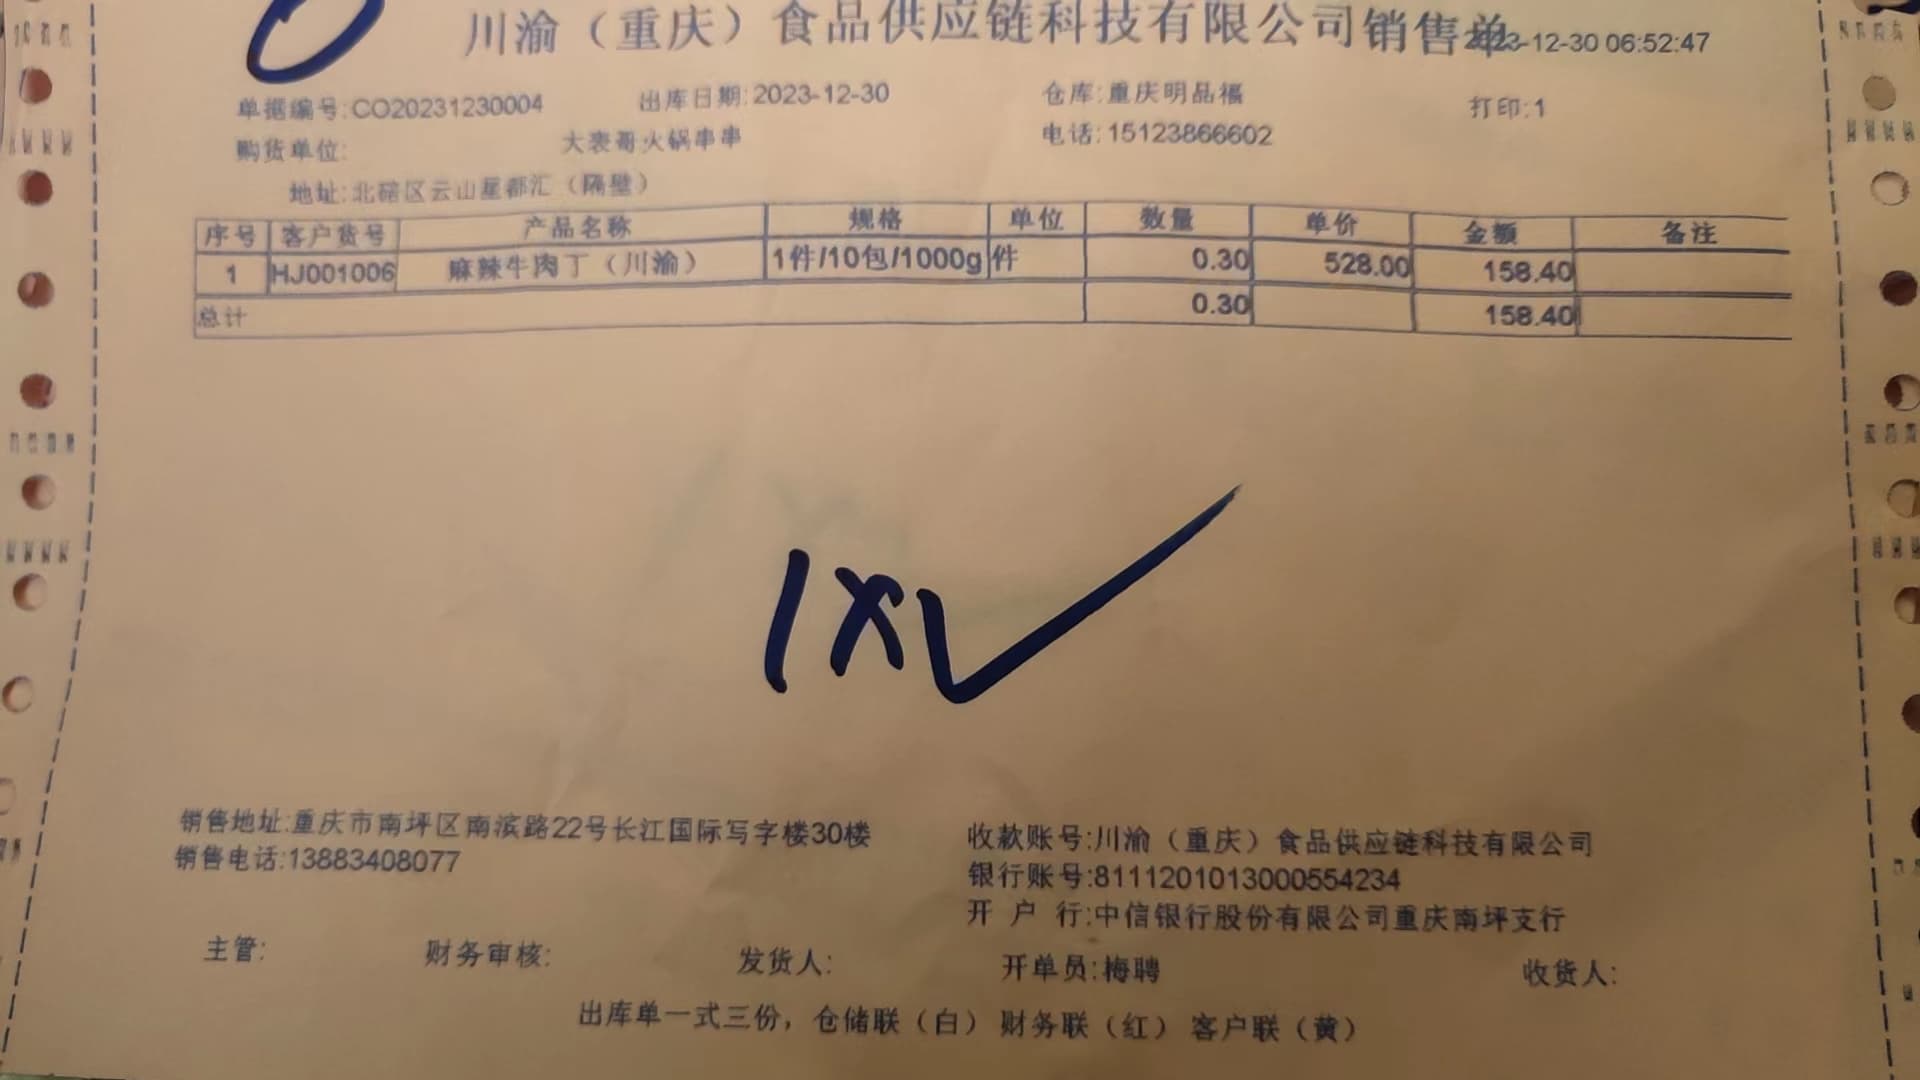 川渝（重庆）食品供应链科技有限公司销售单
2023-12-30 06:52:47
单据编号:CO20231230004 出库日期:2023-12-30 仓库:重庆明品福 打印:1
购货单位: 大表哥火锅串串 电话:15123866602
地址:北碚区云山星都汇（隔壁）
序号 客户货号 产品名称 规格 单位 数量 单价 金额 备注
1 HJ001006 麻辣牛肉丁（川渝） 1件/10包/1000g 件 0.30 528.00 158.40
总计 0.30 158.40
1X✓
销售地址:重庆市南坪区南滨路22号长江国际写字楼30楼
销售电话:13883408077
收款账号:川渝（重庆）食品供应链科技有限公司
银行账号:8111201013000554234
开 户 行:中信银行股份有限公司重庆南坪支行
主管: 财务审核: 发货人: 开单员:梅聘 收货人:
出库单一式三份，仓储联（白） 财务联（红） 客户联（黄）